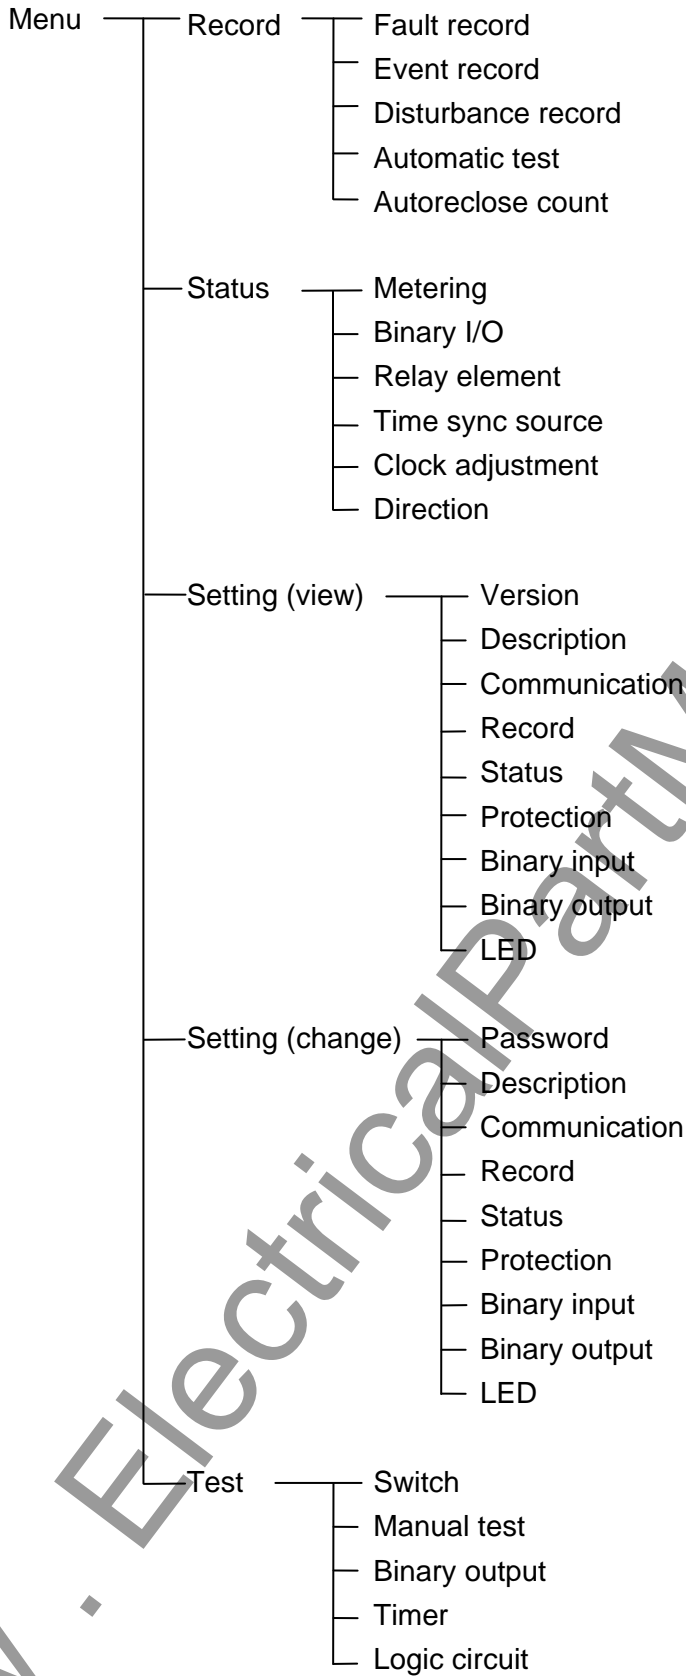 Menu
Record
Fault record
Event record
Disturbance record
Automatic test
Autoreclose count
Status
Metering
Binary I/O
Relay element
Time sync source
Clock adjustment
Direction
Setting (view)
Version
Description
Communication
Record
Status
Protection
Binary input
Binary output
LED
Setting (change)
Password
Description
Communication
Record
Status
Protection
Binary input
Binary output
LED
Test
Switch
Manual test
Binary output
Timer
Logic circuit
. ElectricalPart